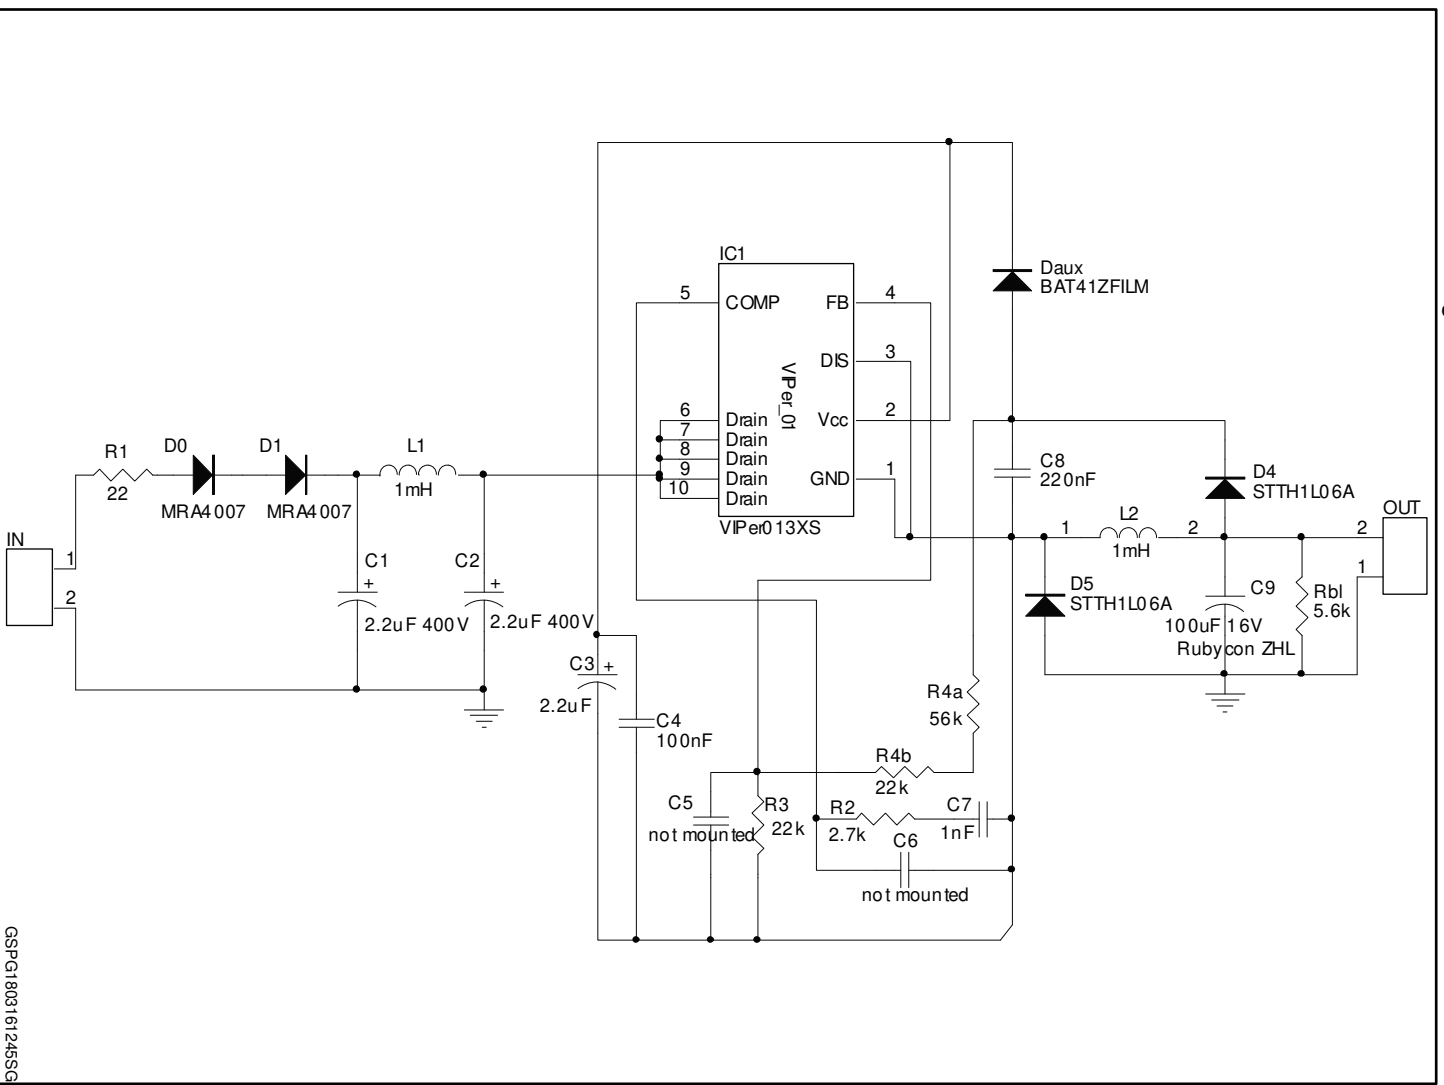 IC1
5
COMP
FB
4
DIS
3
VIPer_01
6
Drain
Vcc
2
7
Drain
8
Drain
9
Drain
GND
1
10
Drain
VIPer013XS
Daux
BAT41ZFILM
R1
22
D0
MRA4007
D1
MRA4007
L1
1mH
IN
1
2
C1
+
2.2uF 400V
C2
+
2.2uF 400V
C8
220nF
D4
STTH1L06A
1
L2
2
1mH
OUT
2
1
D5
STTH1L06A
C9
100uF 16V
Rubycon ZHL
Rbl
5.6k
C3
+
2.2uF
C4
100nF
R4a
56k
R4b
22k
C5
not mounted
R3
22k
R2
2.7k
C7
1nF
C6
not mounted
GSPG1803161245SG